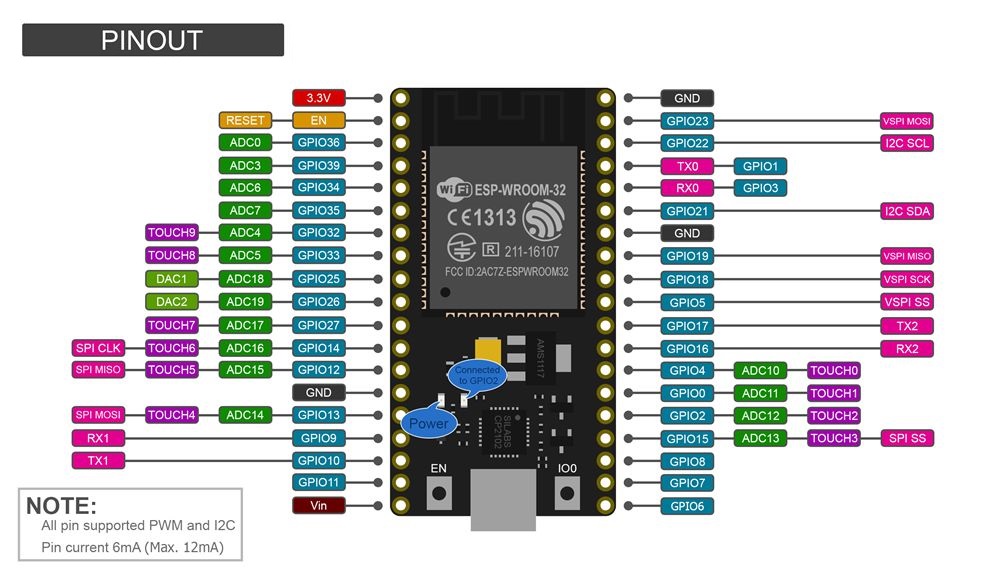 PINOUT
3.3V
GND
RESET EN
GPIO23 VSPI MOSI
ADC0 GPIO36
GPIO22 I2C SCL
ADC3 GPIO39
TX0 GPIO1
ADC6 GPIO34
RX0 GPIO3
ADC7 GPIO35
GPIO21 I2C SDA
TOUCH9 ADC4 GPIO32
GND
TOUCH8 ADC5 GPIO33
GPIO19 VSPI MISO
DAC1 ADC18 GPIO25
GPIO18 VSPI SCK
DAC2 ADC19 GPIO26
GPIO5 VSPI SS
TOUCH7 ADC17 GPIO27
GPIO17 TX2
SPI CLK TOUCH6 ADC16 GPIO14
GPIO16 RX2
SPI MISO TOUCH5 ADC15 GPIO12
GPIO4 ADC10 TOUCH0
GND
GPIO0 ADC11 TOUCH1
SPI MOSI TOUCH4 ADC14 GPIO13
GPIO2 ADC12 TOUCH2
RX1 GPIO9
GPIO15 ADC13 TOUCH3 SPI SS
TX1 GPIO10
GPIO8
GPIO11
GPIO7
Vin
GPIO6
WiFi ESP-WROOM-32
CE1313
R 211-16107
FCC ID:2AC7Z-ESPWROOM32
AMS1117
Connected
to GPIO2
Power
SILABS
CP2102
EN
IO0
NOTE:
All pin supported PWM and I2C
Pin current 6mA (Max. 12mA)